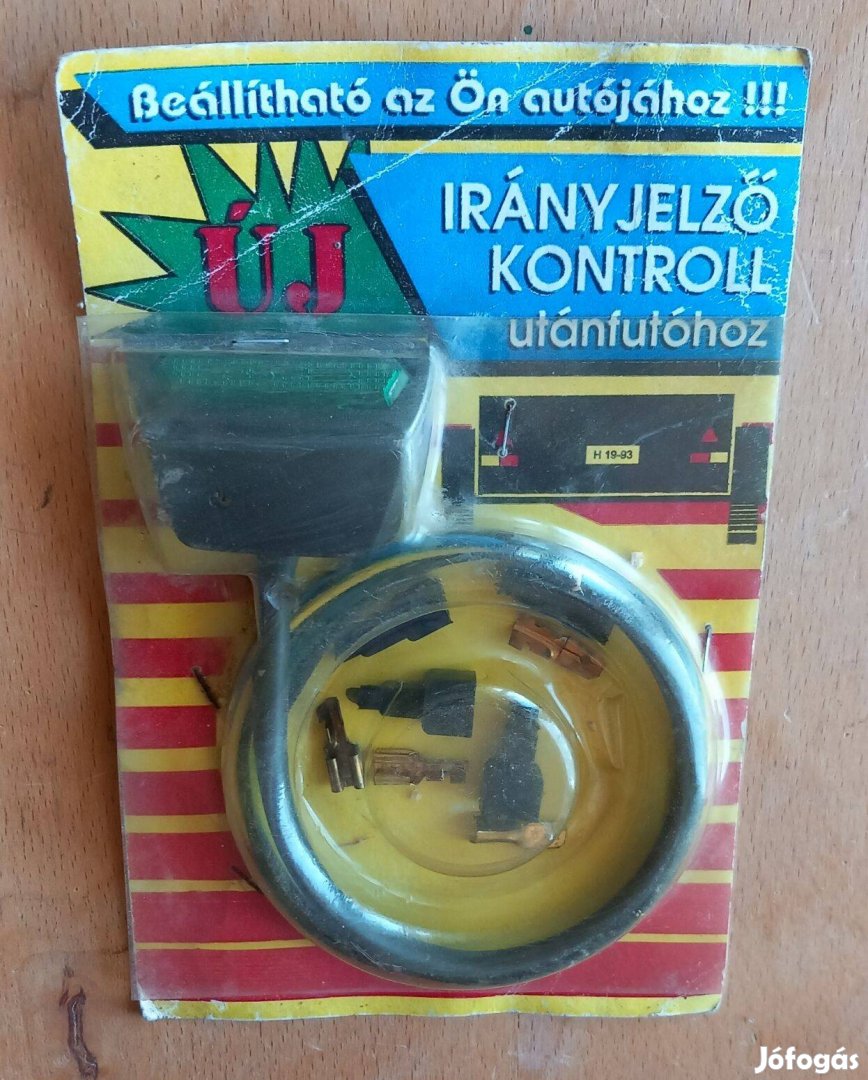 Beállítható az Ön autójához !!!
ÚJ
IRÁNYJELZŐ
KONTROLL
utánfutóhoz
H 19-93
Jófogás